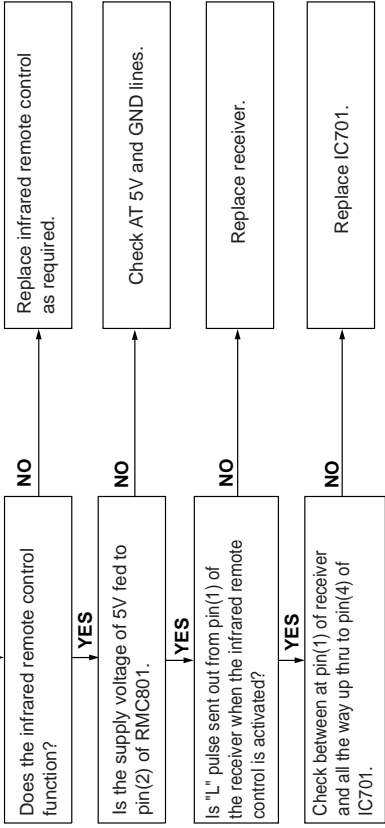 Does the infrared remote control
function?
NO
Replace infrared remote control
as required.
YES
Is the supply voltage of 5V fed to
pin(2) of RMC801.
NO
Check AT 5V and GND lines.
YES
Is "L" pulse sent out from pin(1) of
the receiver when the infrared remote
control is activated?
NO
Replace receiver.
YES
Check between at pin(1) of receiver
and all the way up thru to pin(4) of
IC701.
NO
Replace IC701.